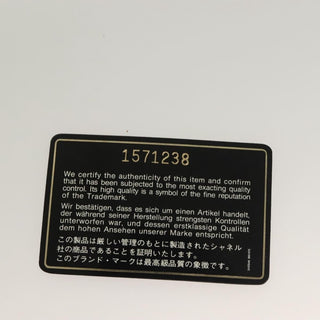 1571238
We certify the authenticity of this item and confirm
that it has been subjected to the most exacting quality
control. Its high quality is a symbol of the fine reputation
of the Trademark.
Wir bestätigen, dass es sich um einen Artikel handelt,
der während seiner Herstellung strengsten Kontrollen
unterworfen war, und dessen erstklassige Qualität
dem hohen Ansehen unserer Marke entspricht.
この製品は厳しい管理のもとに製造されたシャネル
社の商品であることを証明いたします。
このブランド・マークは最高級品質の象徴です。